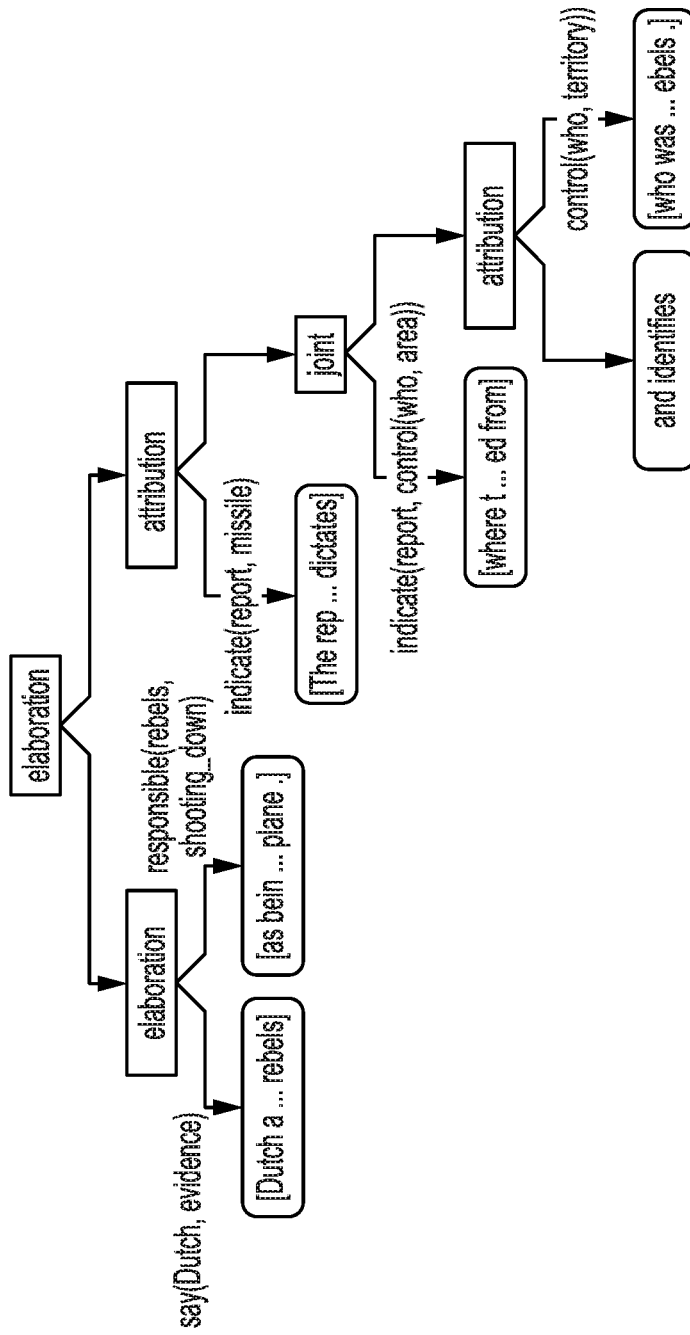 elaboration
elaboration
attribution
say(Dutch, evidence)
responsible(rebels,
shooting_down)
indicate(report, missile)
joint
[Dutch a ... rebels]
[as bein ... plane .]
[The rep ... dictates]
indicate(report, control(who, area))
attribution
[where t ... ed from]
control(who, territory))
and identifies
[who was ... ebels .]